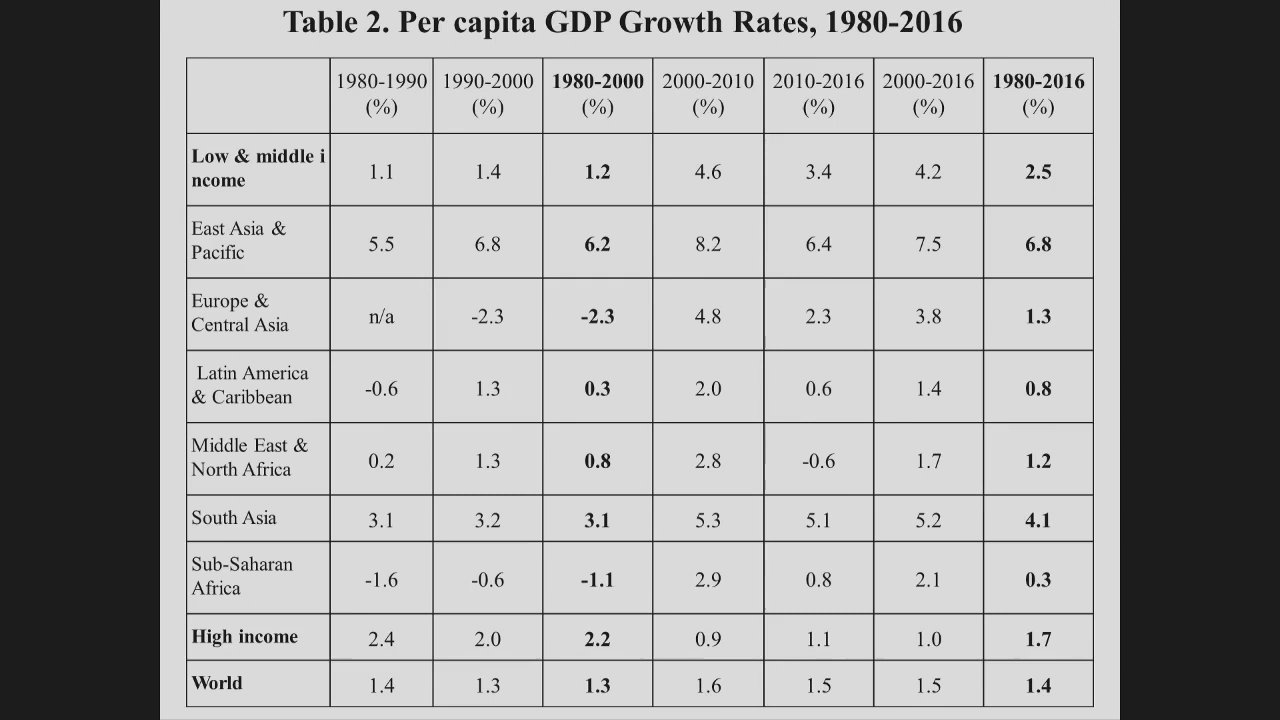 Table 2. Per capita GDP Growth Rates, 1980-2016
1980-1990 1990-2000 1980-2000 2000-2010 2010-2016 2000-2016 1980-2016
(%) (%) (%) (%) (%) (%) (%)
Low & middle i
ncome 1.1 1.4 1.2 4.6 3.4 4.2 2.5
East Asia &
Pacific 5.5 6.8 6.2 8.2 6.4 7.5 6.8
Europe &
Central Asia n/a -2.3 -2.3 4.8 2.3 3.8 1.3
Latin America
& Caribbean -0.6 1.3 0.3 2.0 0.6 1.4 0.8
Middle East &
North Africa 0.2 1.3 0.8 2.8 -0.6 1.7 1.2
South Asia 3.1 3.2 3.1 5.3 5.1 5.2 4.1
Sub-Saharan
Africa -1.6 -0.6 -1.1 2.9 0.8 2.1 0.3
High income 2.4 2.0 2.2 0.9 1.1 1.0 1.7
World 1.4 1.3 1.3 1.6 1.5 1.5 1.4